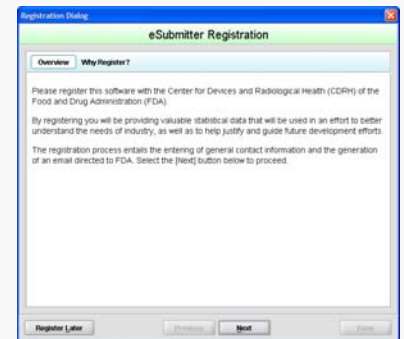 Registration Dialog
eSubmitter Registration
Overview Why Register?
Please register this software with the Center for Devices and Radiological Health (CDRH) of the
Food and Drug Administration (FDA).
By registering you will be providing valuable statistical data that will be used in an effort to better
understand the needs of industry, as well as to help justify and guide future development efforts.
The registration process entails the entering of general contact information and the generation
of an email directed to FDA. Select the [Next] button below to proceed.
Register Later Previous Next